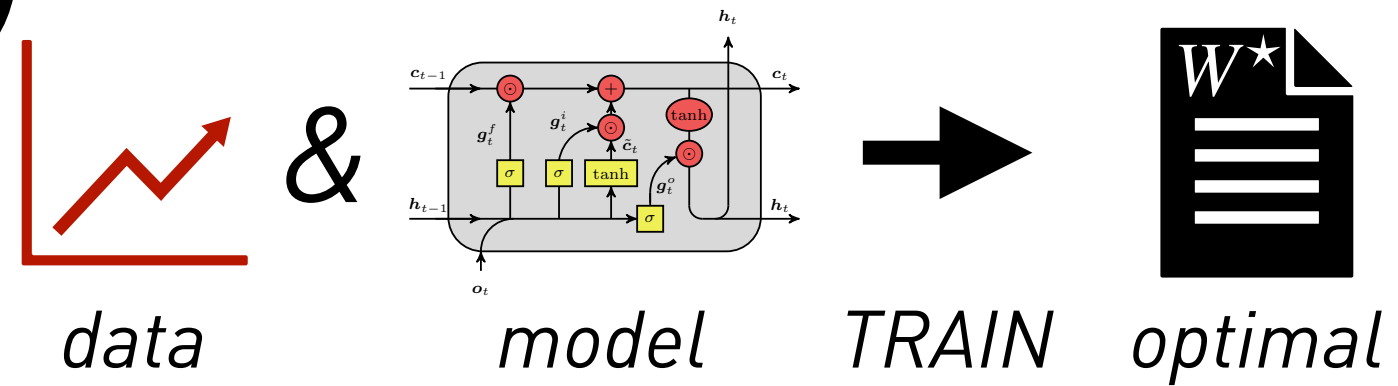 h_t
c_{t-1}
c_t
⊙
+
tanh
g_t^f
g_t^i
⊙
c̃_t
⊙
σ
σ
tanh
g_t^o
h_{t-1}
σ
h_t
o_t
&
W*
data
model
TRAIN
optimal